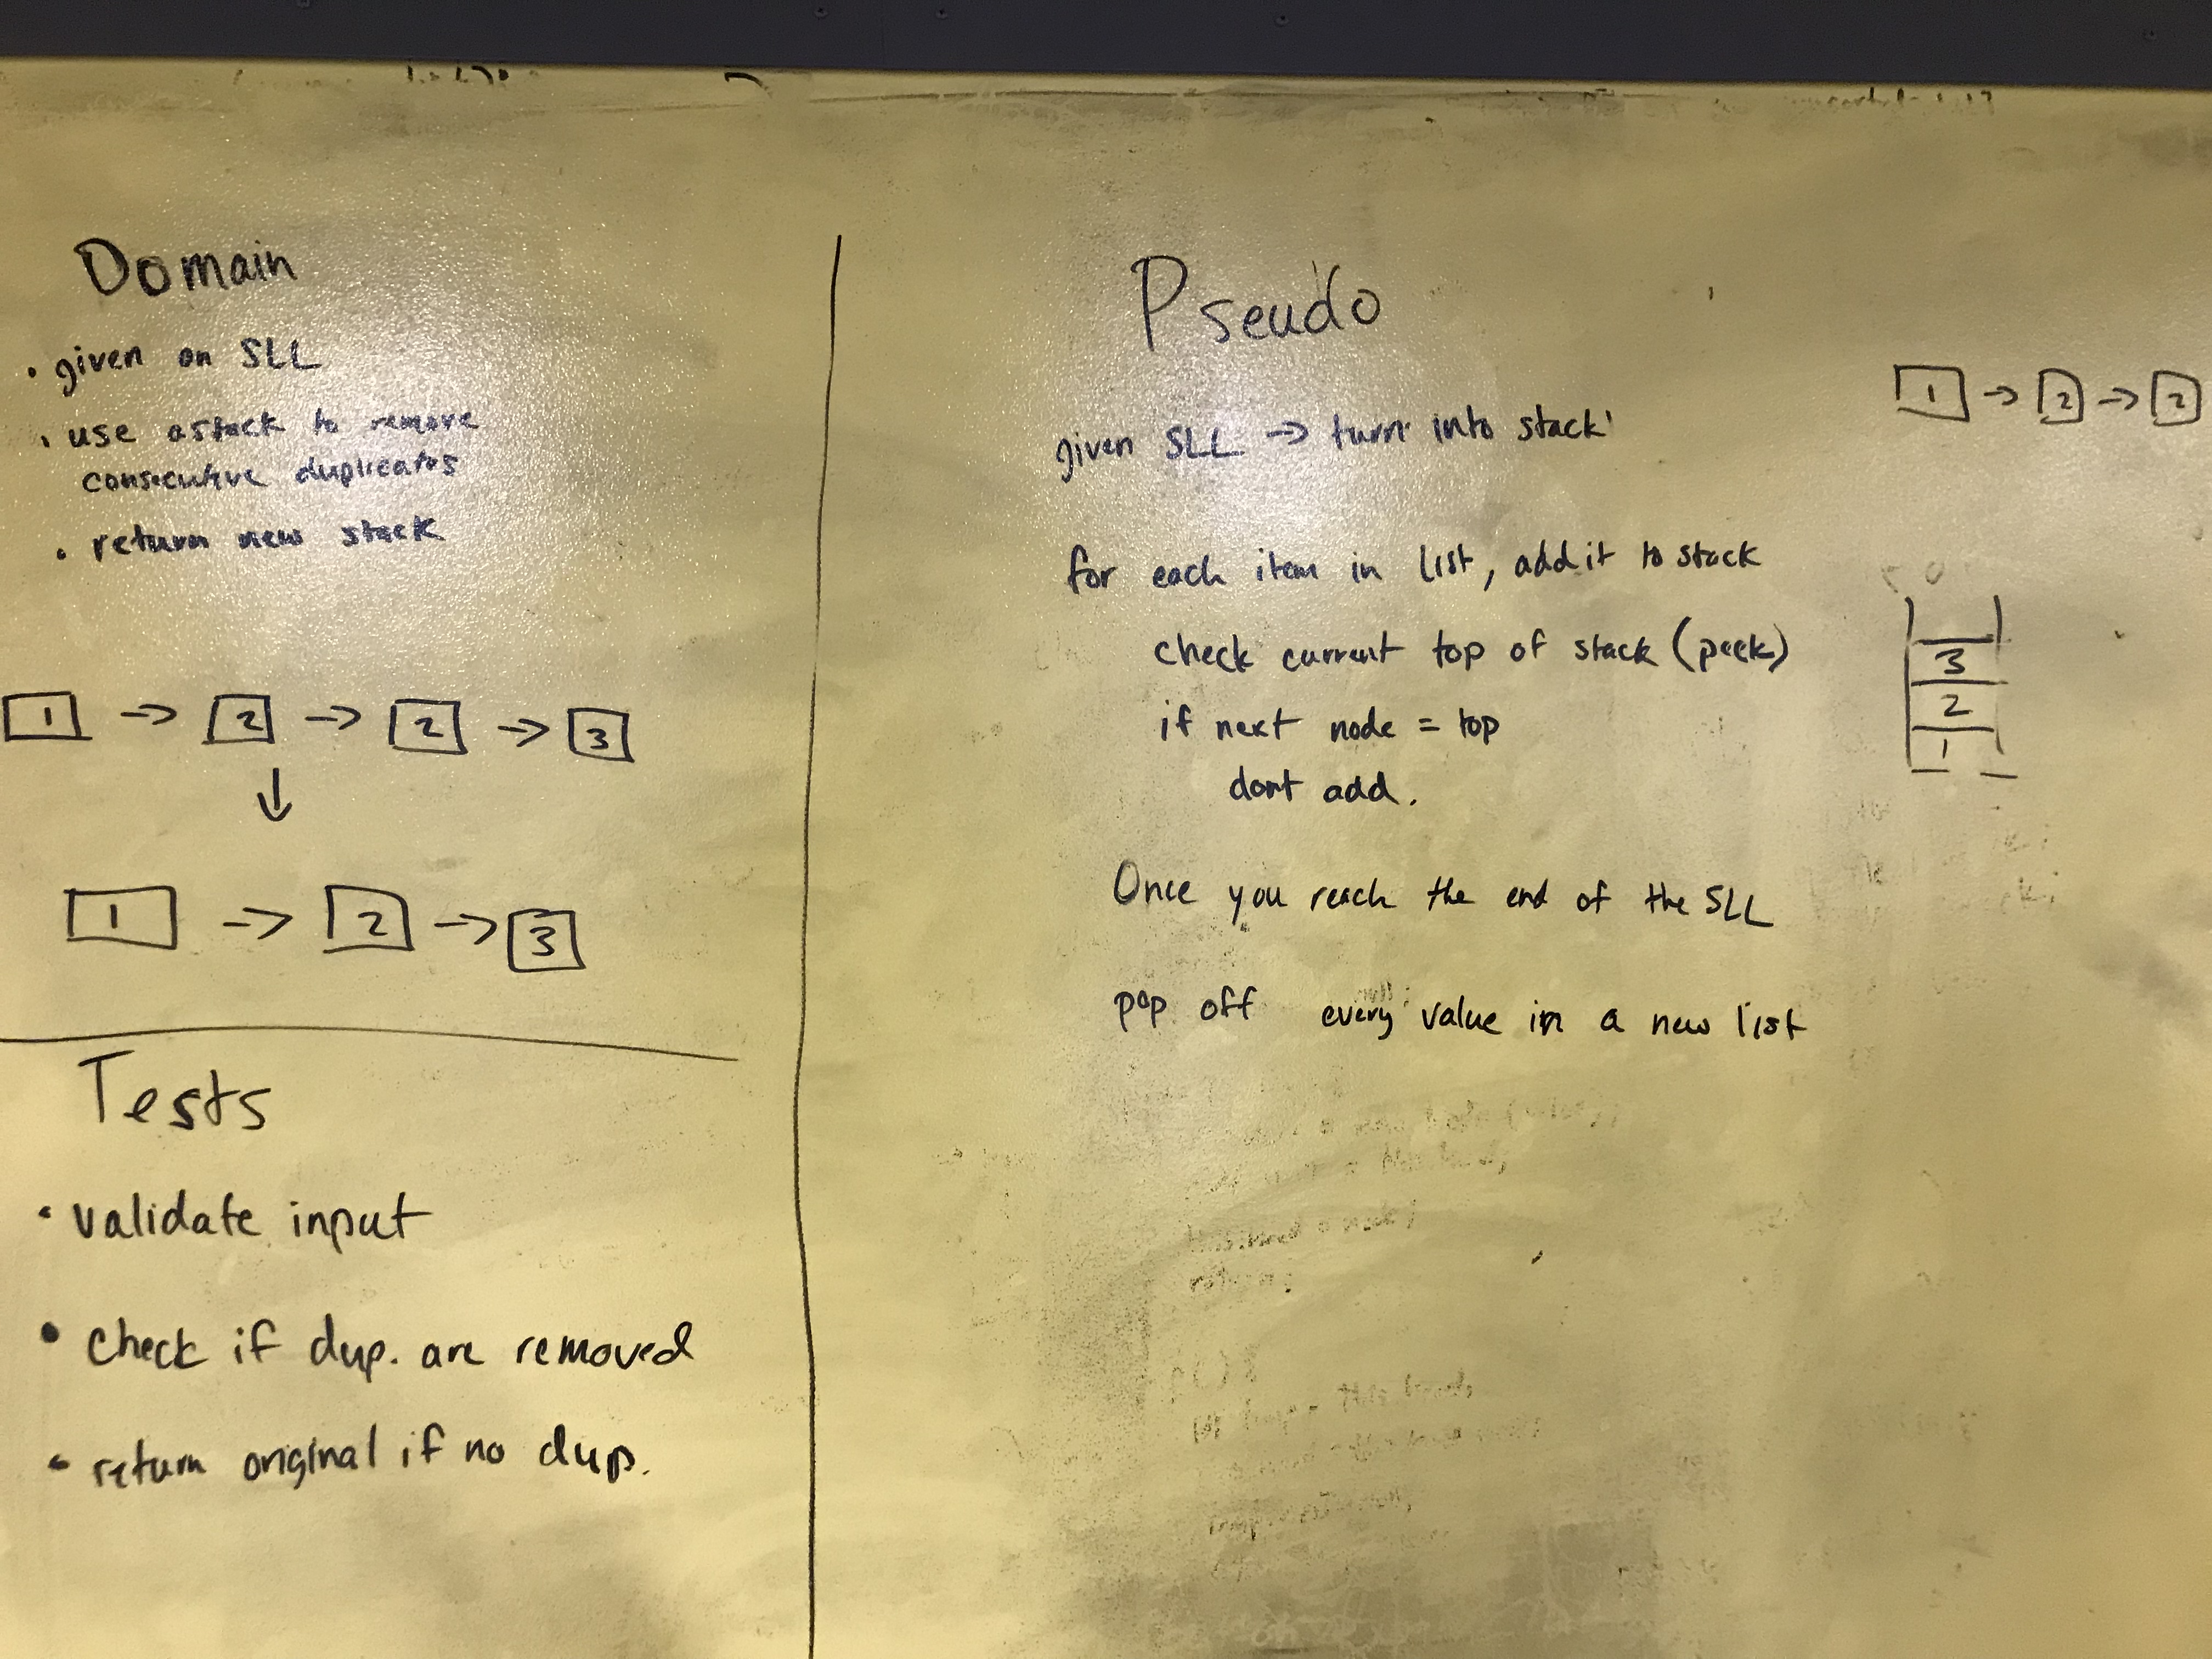 Domain
· given an SLL
· use a stack to remove
consecutive duplicates
· return new stack
1 -> 2 -> 2 -> 3
↓
1 -> 2 -> 3
Tests
· validate input
· check if dup. are removed
· return original if no dup.
Pseudo
given SLL -> turn into stack
for each item in list, add it to stack
check current top of stack (peek)
if next node = top
dont add.
Once you reach the end of the SLL
pop off every value in a new list
1 -> 2 -> 2
3
2
1